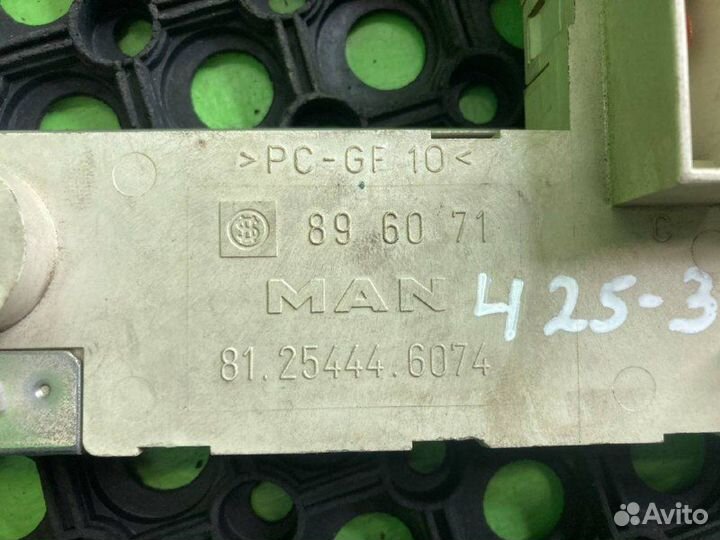 >PC-GF 10<
89 60 71
MAN
81.25444.6074
425-3
C
Avito